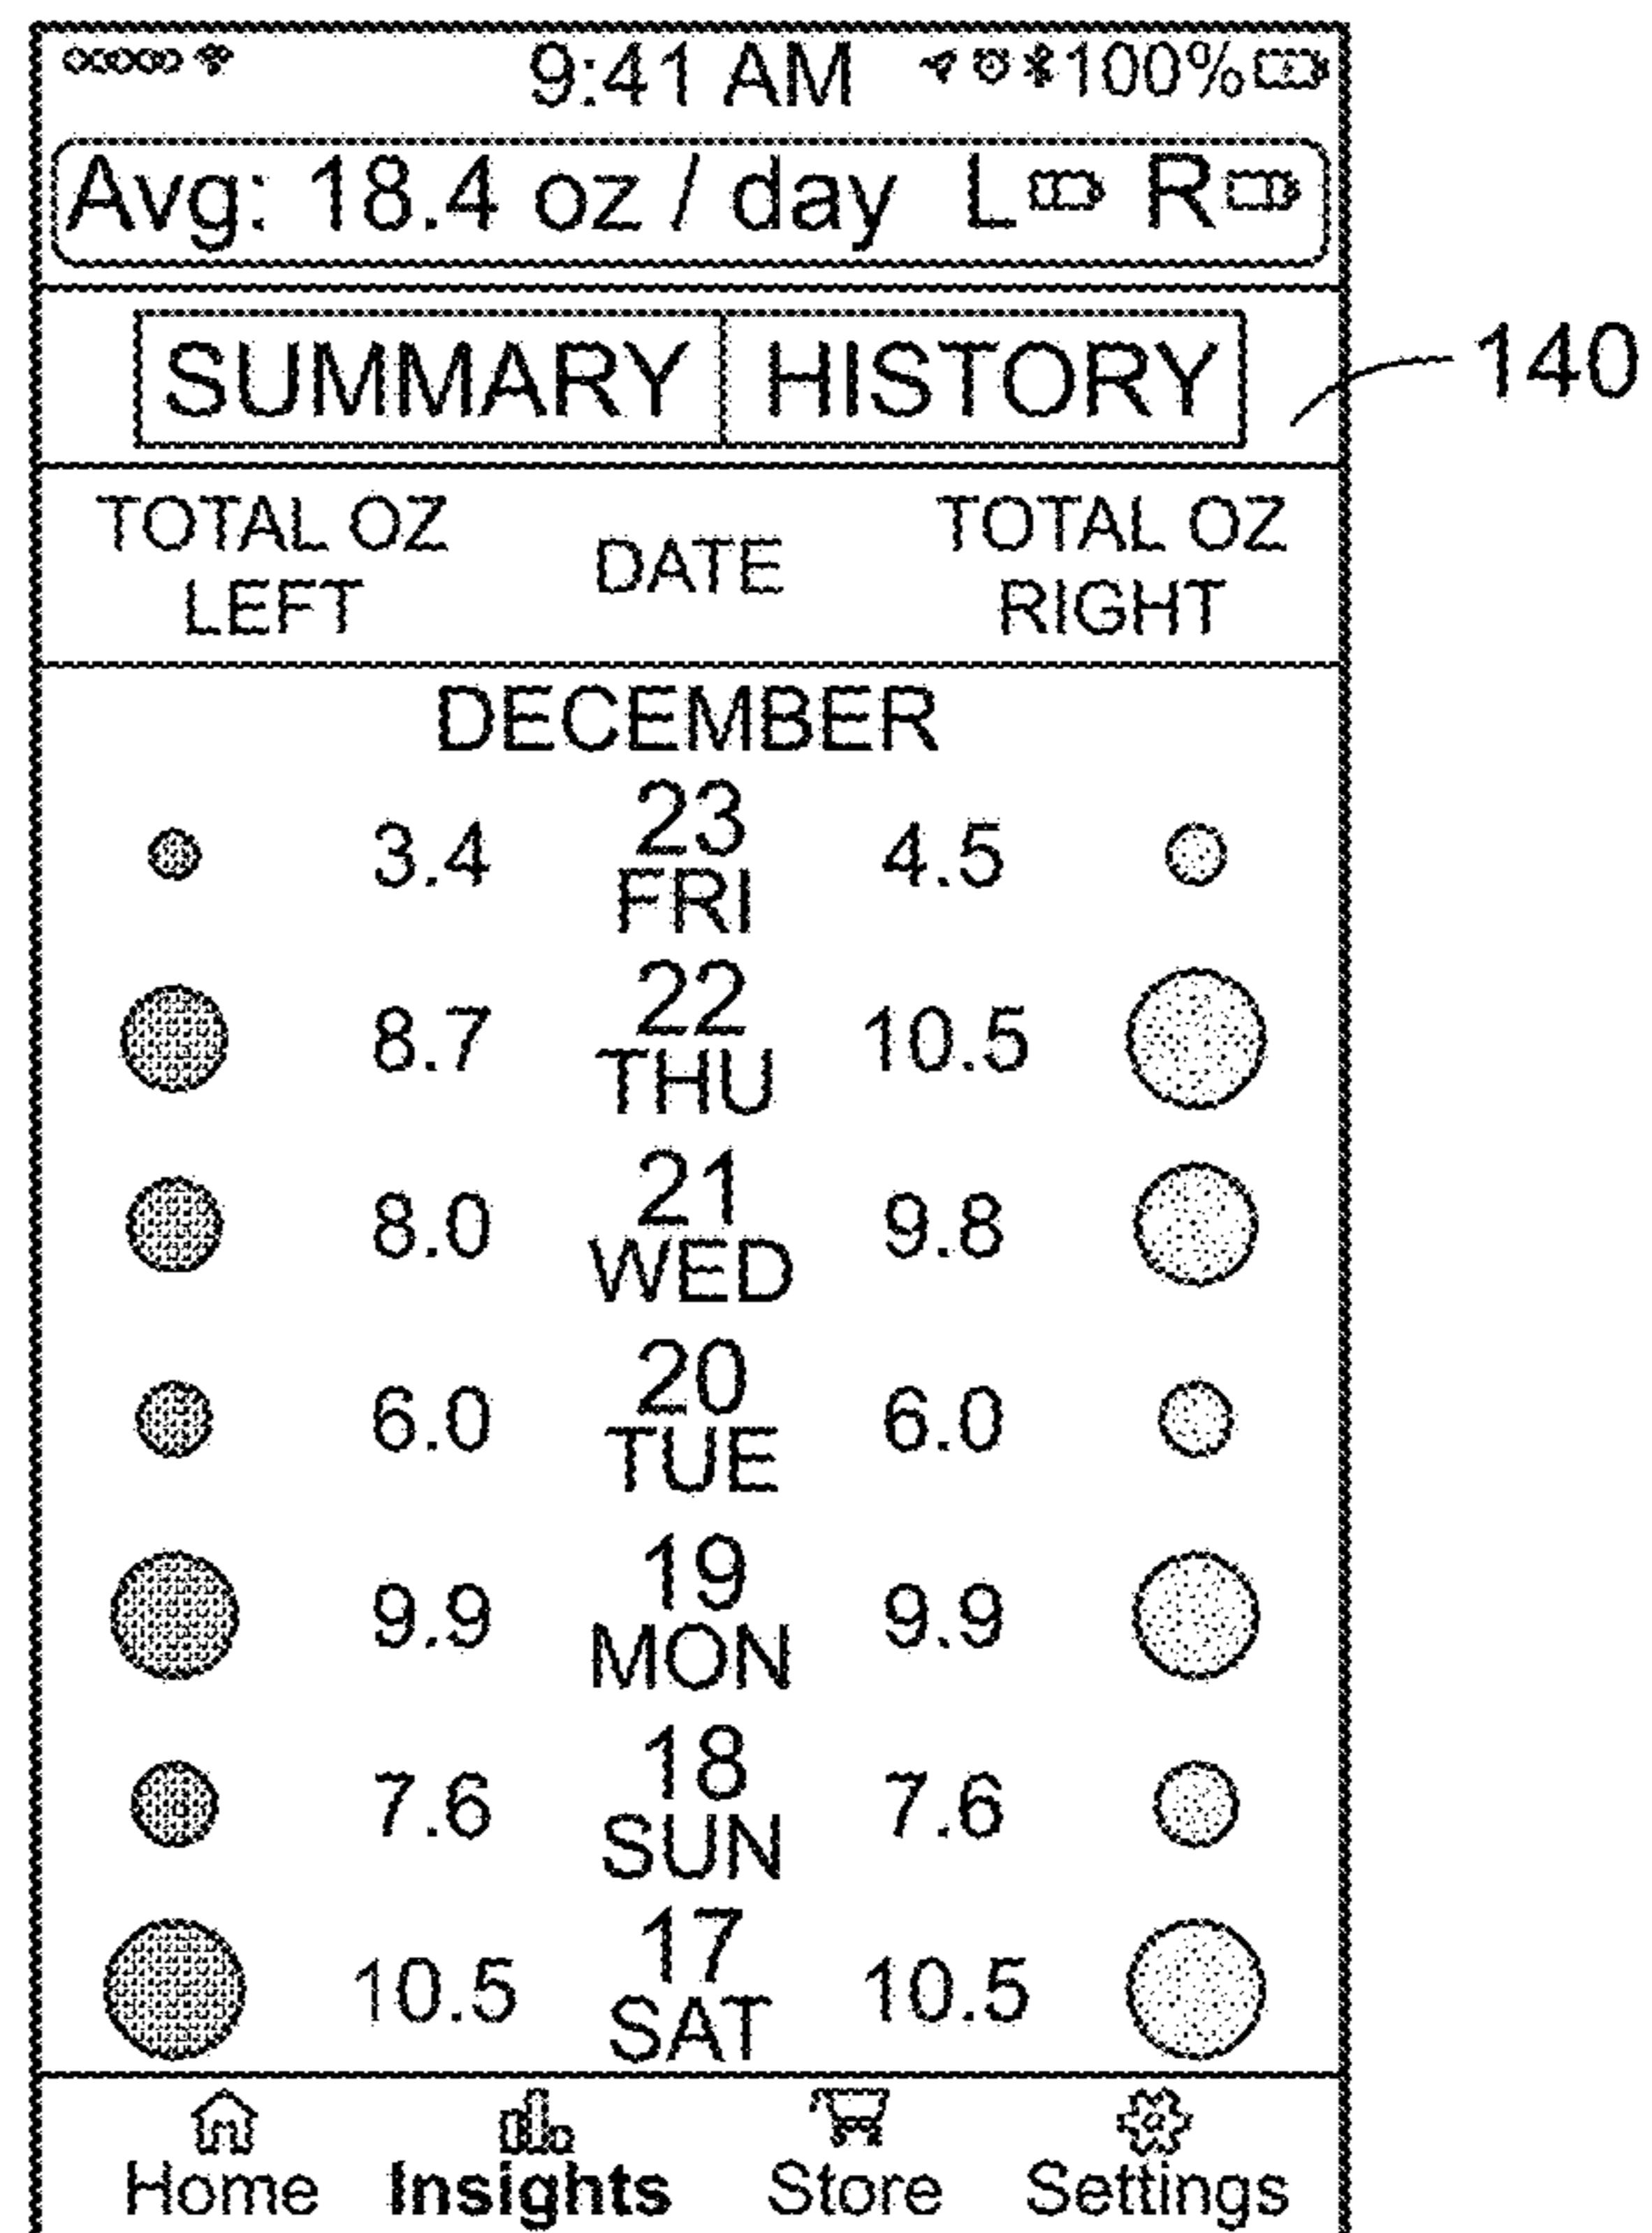 9:41 AM 100%
Avg: 18.4 oz / day L R
SUMMARY HISTORY
140
TOTAL OZ LEFT DATE TOTAL OZ RIGHT
DECEMBER
3.4 23 FRI 4.5
8.7 22 THU 10.5
8.0 21 WED 9.8
6.0 20 TUE 6.0
9.9 19 MON 9.9
7.6 18 SUN 7.6
10.5 17 SAT 10.5
Home Insights Store Settings